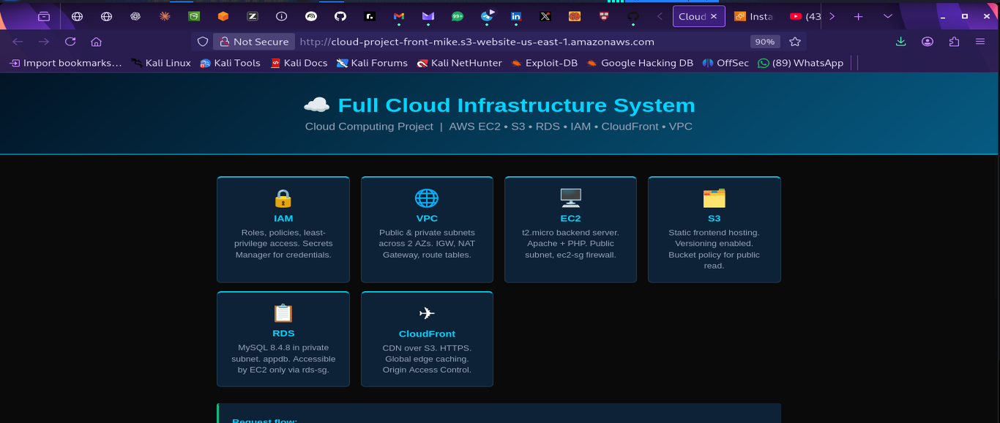 99+
Cloud
Insta
(43
Not Secure
http://cloud-project-front-mike.s3-website-us-east-1.amazonaws.com
90%
Import bookmarks...
Kali Linux
Kali Tools
Kali Docs
Kali Forums
Kali NetHunter
Exploit-DB
Google Hacking DB
OffSec
(89) WhatsApp
Full Cloud Infrastructure System
Cloud Computing Project | AWS EC2 • S3 • RDS • IAM • CloudFront • VPC
IAM
Roles, policies, least-
privilege access. Secrets
Manager for credentials.
VPC
Public & private subnets
across 2 AZs. IGW, NAT
Gateway, route tables.
EC2
t2.micro backend server.
Apache + PHP. Public
subnet, ec2-sg firewall.
S3
Static frontend hosting.
Versioning enabled.
Bucket policy for public
read.
RDS
MySQL 8.4.8 in private
subnet. appdb. Accessible
by EC2 only via rds-sg.
CloudFront
CDN over S3. HTTPS.
Global edge caching.
Origin Access Control.
Request flow: